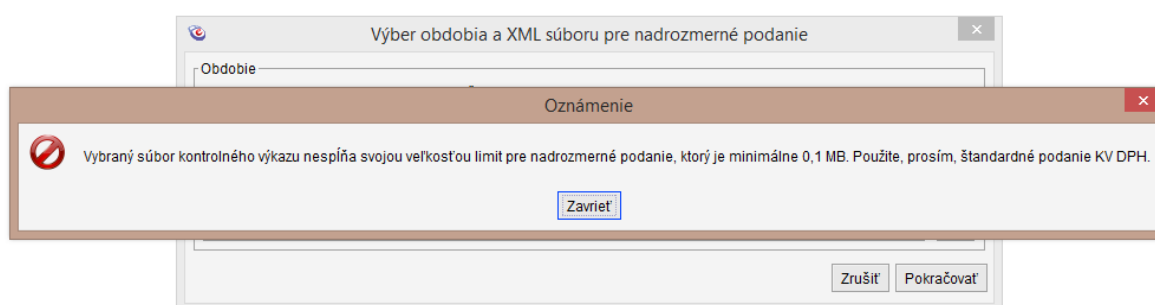 Výber obdobia a XML súboru pre nadrozmerné podanie
Obdobie
Oznámenie
Vybraný súbor kontrolného výkazu nespĺňa svojou veľkosťou limit pre nadrozmerné podanie, ktorý je minimálne 0,1 MB. Použite, prosím, štandardné podanie KV DPH.
Zavrieť
Zrušiť Pokračovať